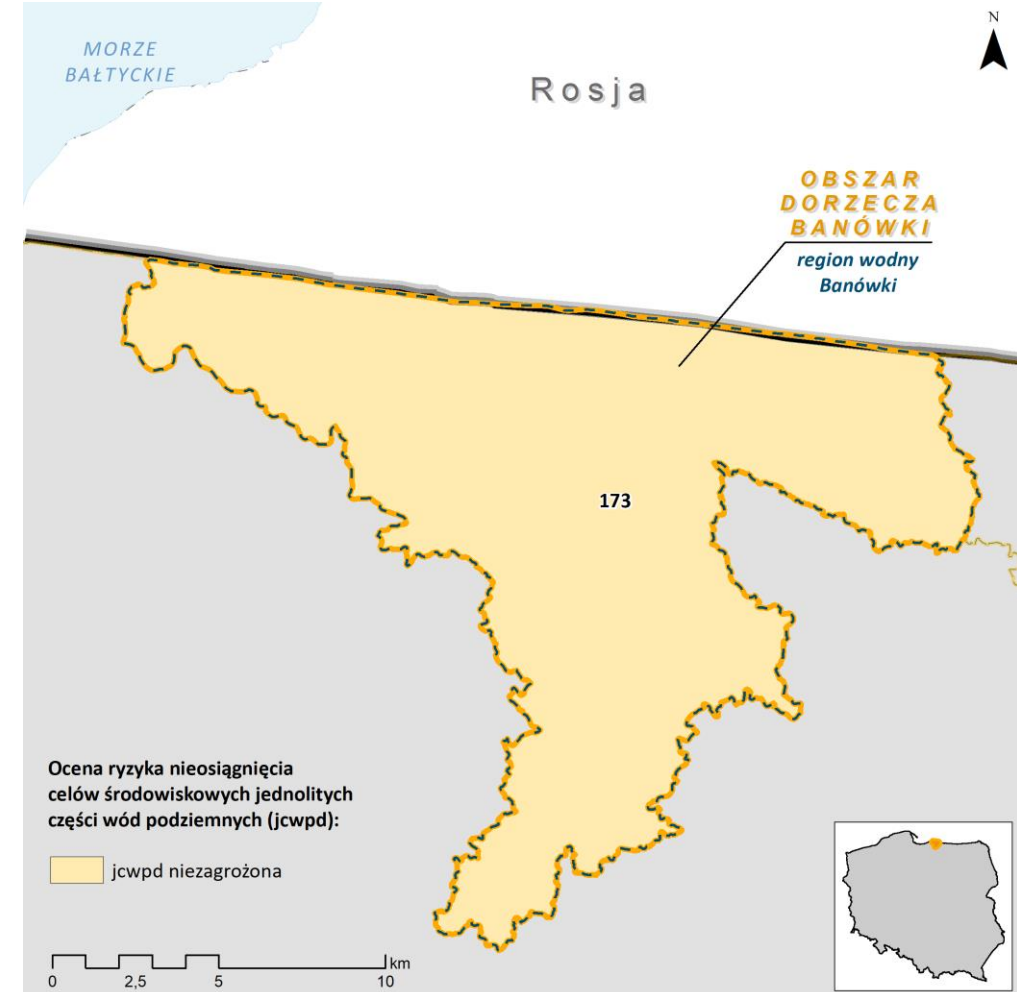 MORZE
BAŁTYCKIE
Rosja
N
OBSZAR
DORZECZA
BANÓWKI
region wodny
Banówki
173
Ocena ryzyka nieosiągnięcia
celów środowiskowych jednolitych
części wód podziemnych (jcwpd):
jcwpd niezagrożona
km
0 2,5 5 10